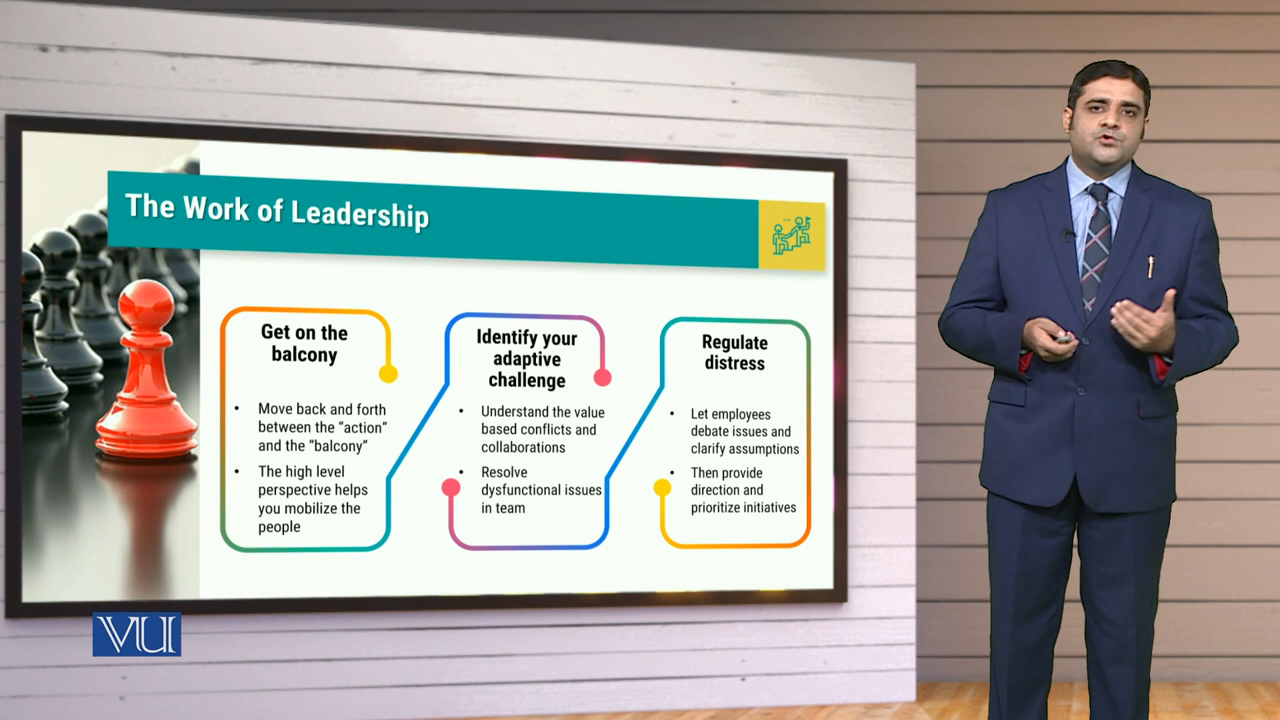 The Work of Leadership
Get on the
balcony
• Move back and forth
between the “action”
and the “balcony”
• The high level
perspective helps
you mobilize the
people
Identify your
adaptive
challenge
• Understand the value
based conflicts and
collaborations
• Resolve
dysfunctional issues
in team
Regulate
distress
• Let employees
debate issues and
clarify assumptions
• Then provide
direction and
prioritize initiatives
VU